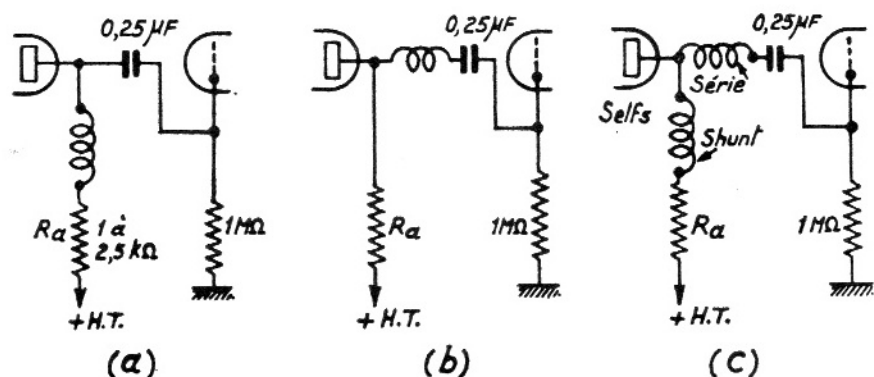 0,25µF
Ra
1 à
2,5 kΩ
1MΩ
+ H.T.
(a)
0,25µF
Ra
1MΩ
+ H.T.
(b)
0,25µF
Série
Selfs
Shunt
Ra
1MΩ
+ H.T.
(c)